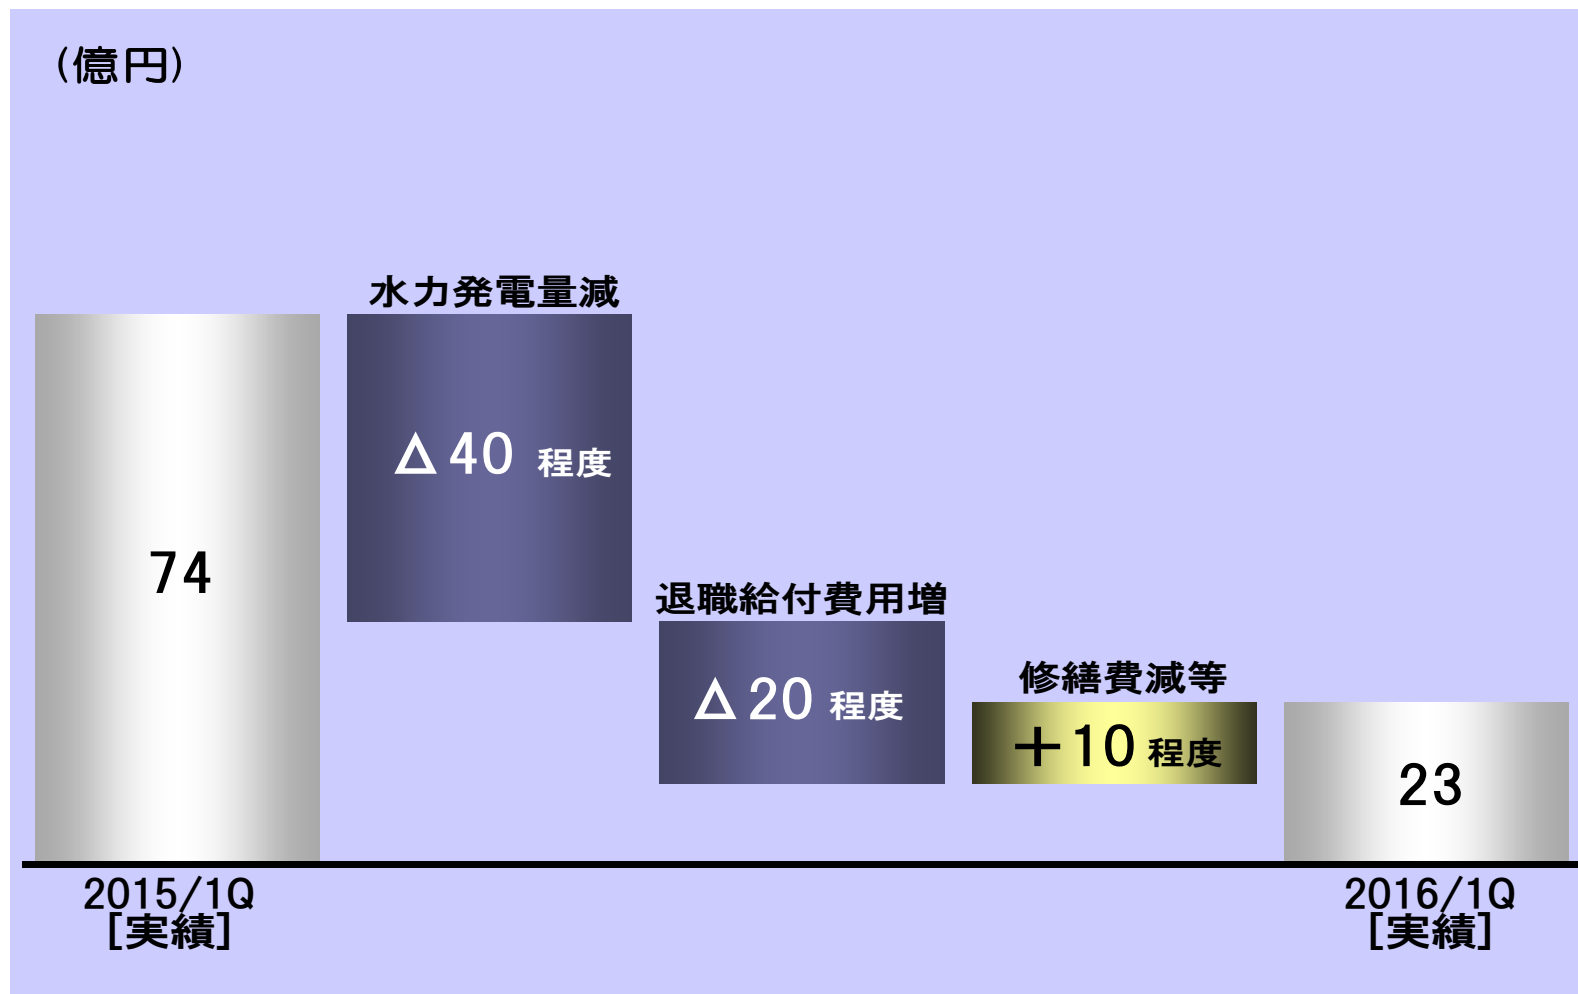 (億円)
水力発電量減
△40 程度
74
退職給付費用増
△20 程度
修繕費減等
＋10 程度
23
2015/1Q
[実績]
2016/1Q
[実績]